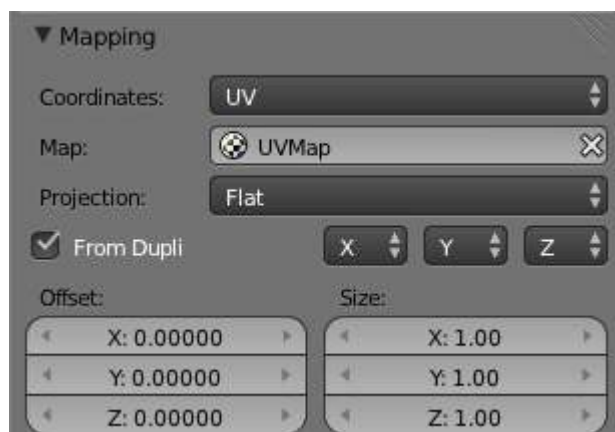 Mapping
Coordinates: UV
Map: UVMap
Projection: Flat
From Dupli X Y Z
Offset: Size:
X: 0.00000 X: 1.00
Y: 0.00000 Y: 1.00
Z: 0.00000 Z: 1.00